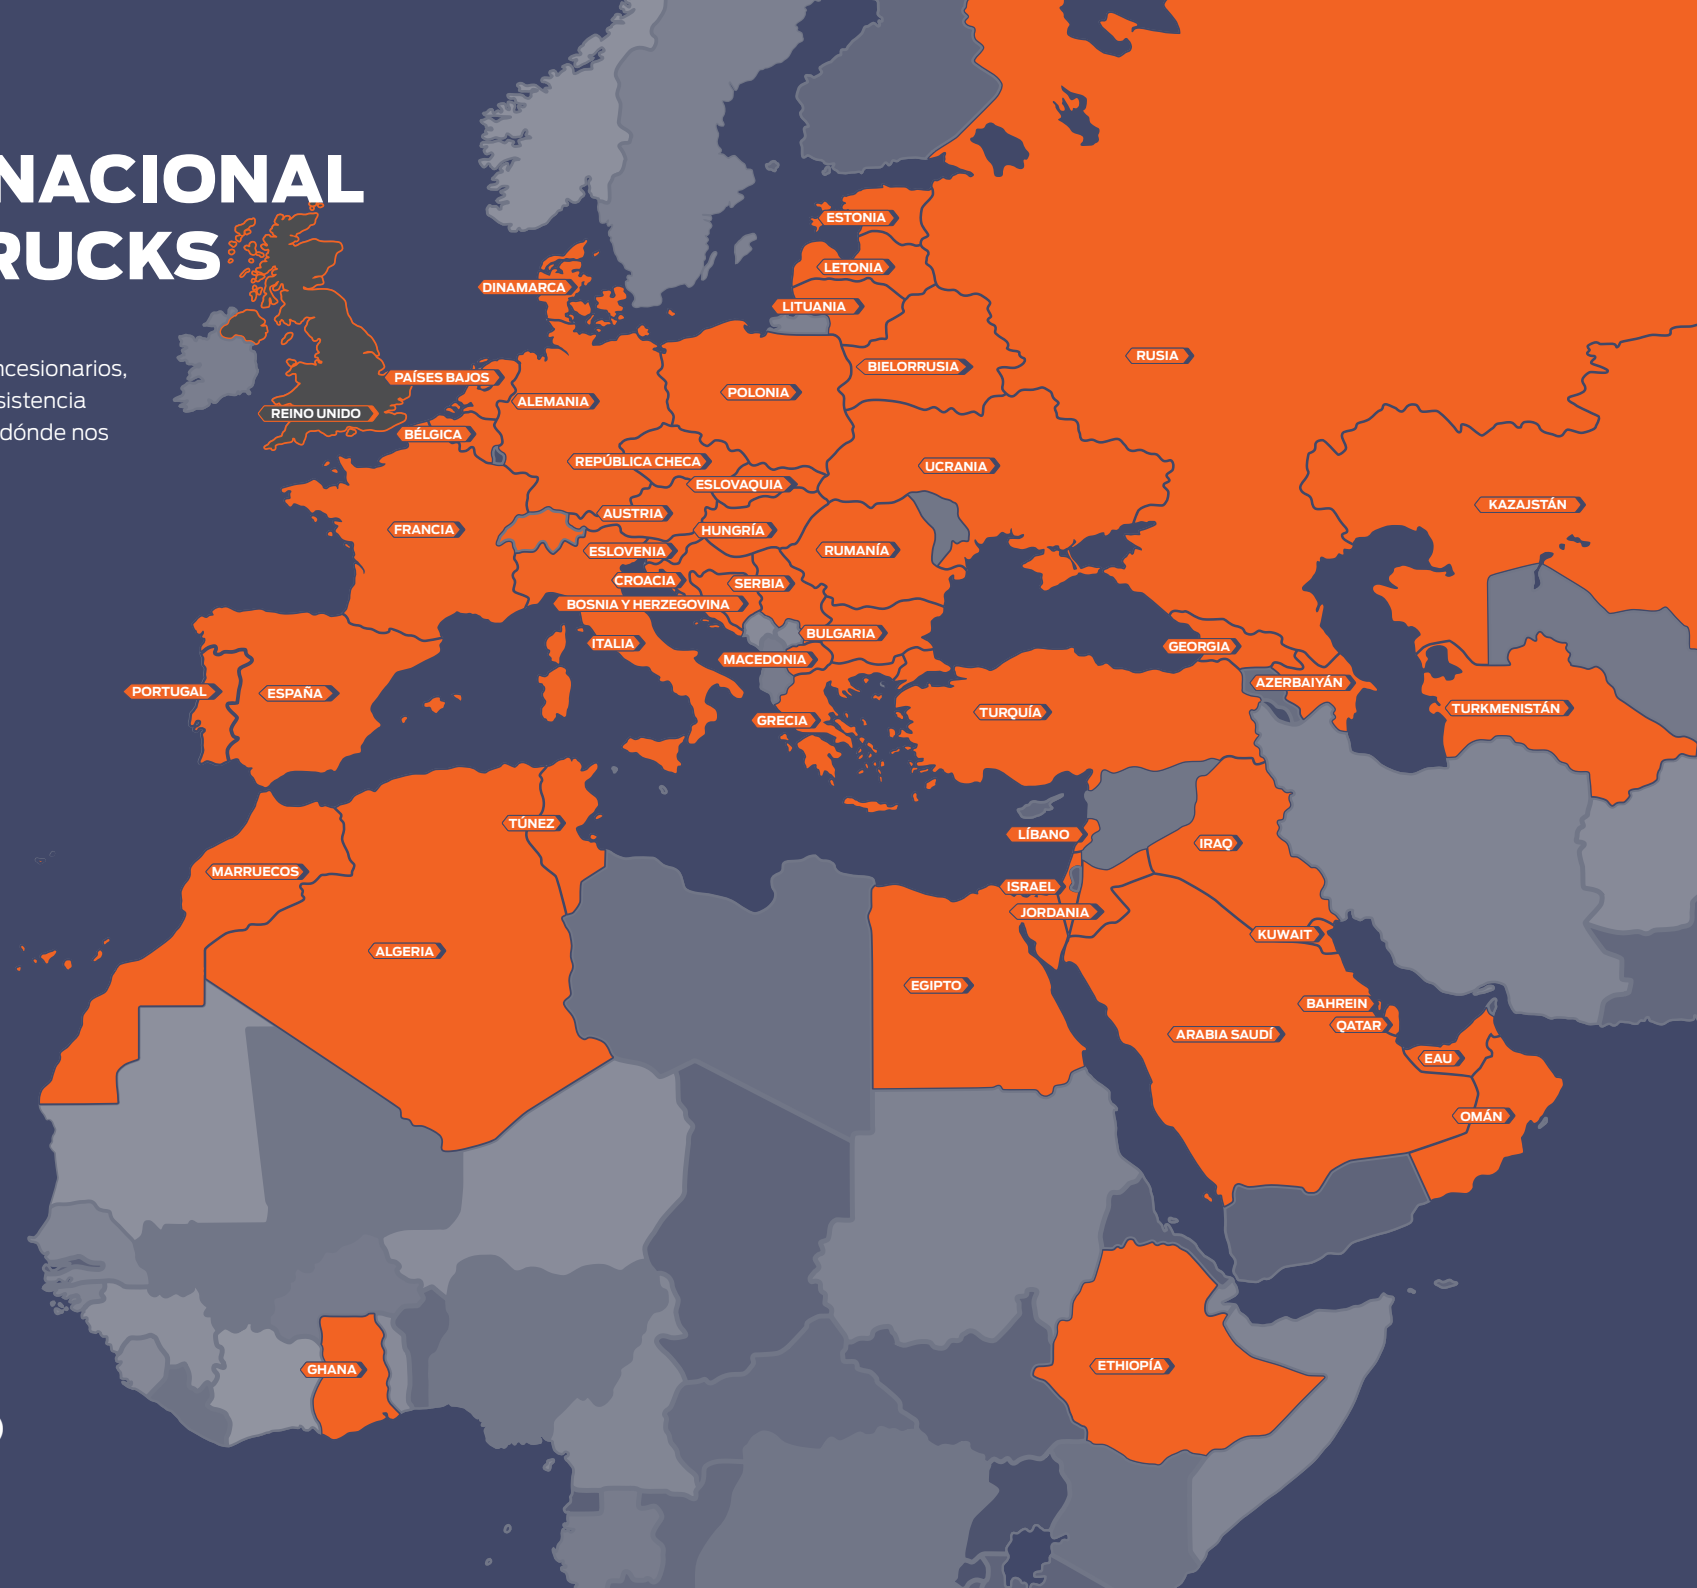 NACIONAL
RUCKS
ncesionarios,
sistencia
dónde nos
ESTONIA
LETONIA
DINAMARCA
LITUANIA
RUSIA
BIELORRUSIA
PAÍSES BAJOS
POLONIA
ALEMANIA
REINO UNIDO
BÉLGICA
REPÚBLICA CHECA
UCRANIA
ESLOVAQUIA
KAZAJSTÁN
AUSTRIA
FRANCIA
HUNGRÍA
ESLOVENIA
RUMANÍA
CROACIA
SERBIA
BOSNIA Y HERZEGOVINA
BULGARIA
ITALIA
GEORGIA
MACEDONIA
AZERBAIYÁN
PORTUGAL
ESPAÑA
TURKMENISTÁN
TURQUÍA
GRECIA
TÚNEZ
LÍBANO
IRAQ
MARRUECOS
ISRAEL
JORDANIA
KUWAIT
ALGERIA
EGIPTO
BAHREIN
QATAR
ARABIA SAUDÍ
EAU
OMÁN
ETHIOPÍA
GHANA